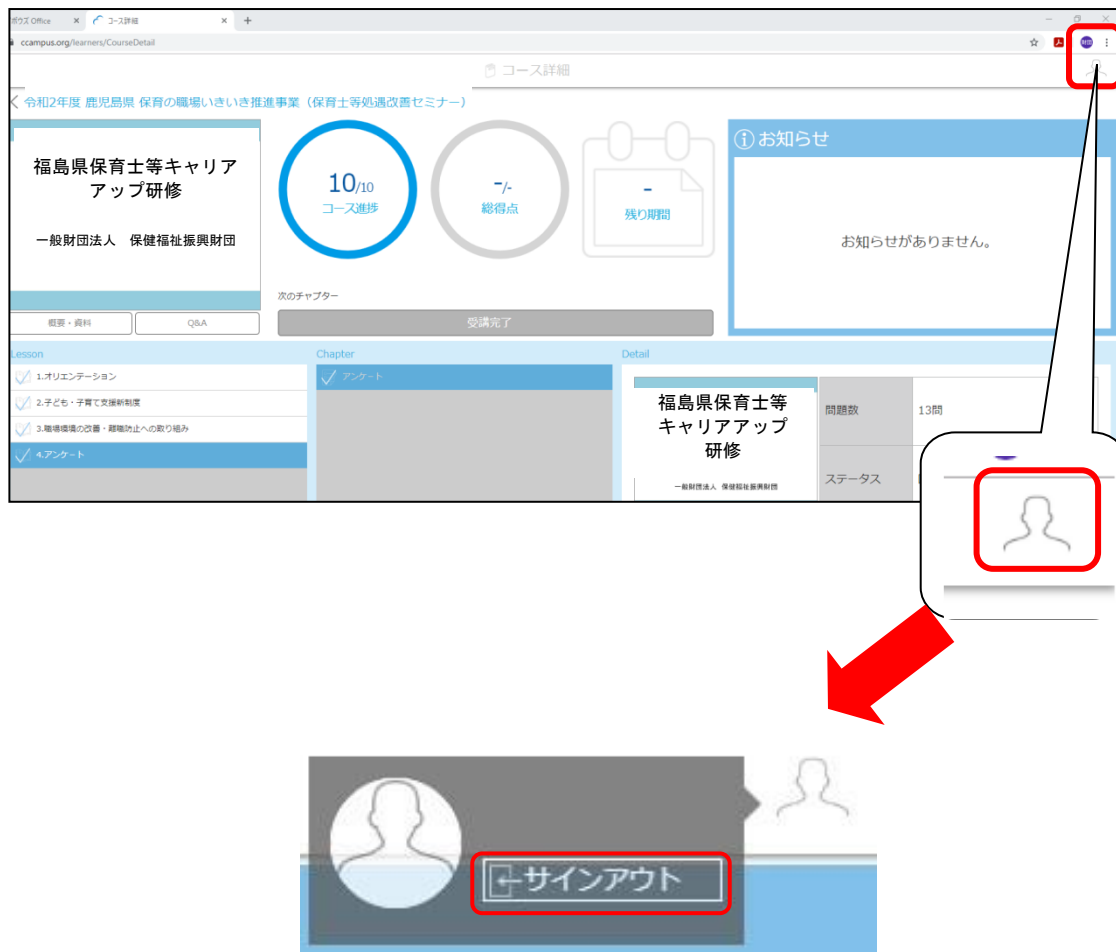 ボウズ Office
コース詳細
ccampus.org/learners/CourseDetail
財団
コース詳細
令和2年度 鹿児島県 保育の職場いきいき推進事業(保育士等処遇改善セミナー)
福島県保育士等キャリア
アップ研修
一般財団法人 保健福祉振興財団
概要・資料
Q&A
10/10
コース進捗
-/-
総得点
-
残り期間
次のチャプター
受講完了
お知らせ
お知らせがありません。
Lesson
1.オリエンテーション
2.子ども・子育て支援新制度
3.職場環境の改善・離職防止への取り組み
4.アンケート
Chapter
アンケート
Detail
福島県保育士等
キャリアアップ
研修
一般財団法人 保健福祉振興財団
問題数
13問
ステータス
サインアウト